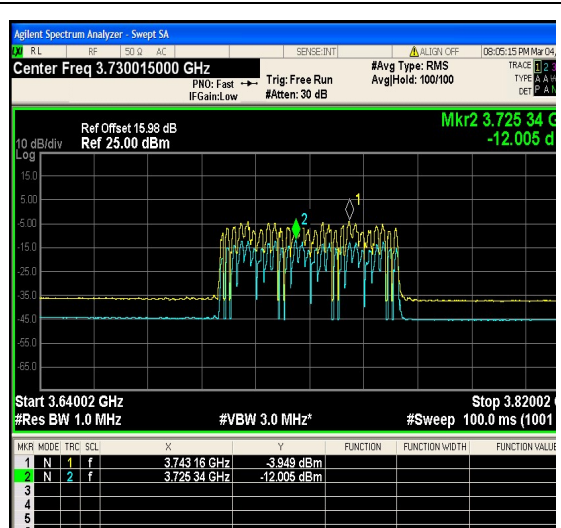 Agilent Spectrum Analyzer - Swept SA
LXI RL RF 50 Ω AC SENSE:INT ALIGN OFF 08:05:15 PM Mar 04,
Center Freq 3.730015000 GHz #Avg Type: RMS TRACE 1 2 3
PNO: Fast Trig: Free Run Avg|Hold: 100/100 TYPE A A
IFGain:Low #Atten: 30 dB DET P A N
Ref Offset 15.98 dB Mkr2 3.725 34 G
10 dB/div Ref 25.00 dBm -12.005 d
Log
15.0
5.00
1
-5.00
2
-15.0
-25.0
-35.0
-45.0
-55.0
-65.0
Start 3.64002 GHz Stop 3.82002
#Res BW 1.0 MHz #VBW 3.0 MHz* #Sweep 100.0 ms (1001
MKR MODE TRC SCL X Y FUNCTION FUNCTION WIDTH FUNCTION VALUE
1 N 1 f 3.743 16 GHz -3.949 dBm
2 N 2 f 3.725 34 GHz -12.005 dBm
3
4
5